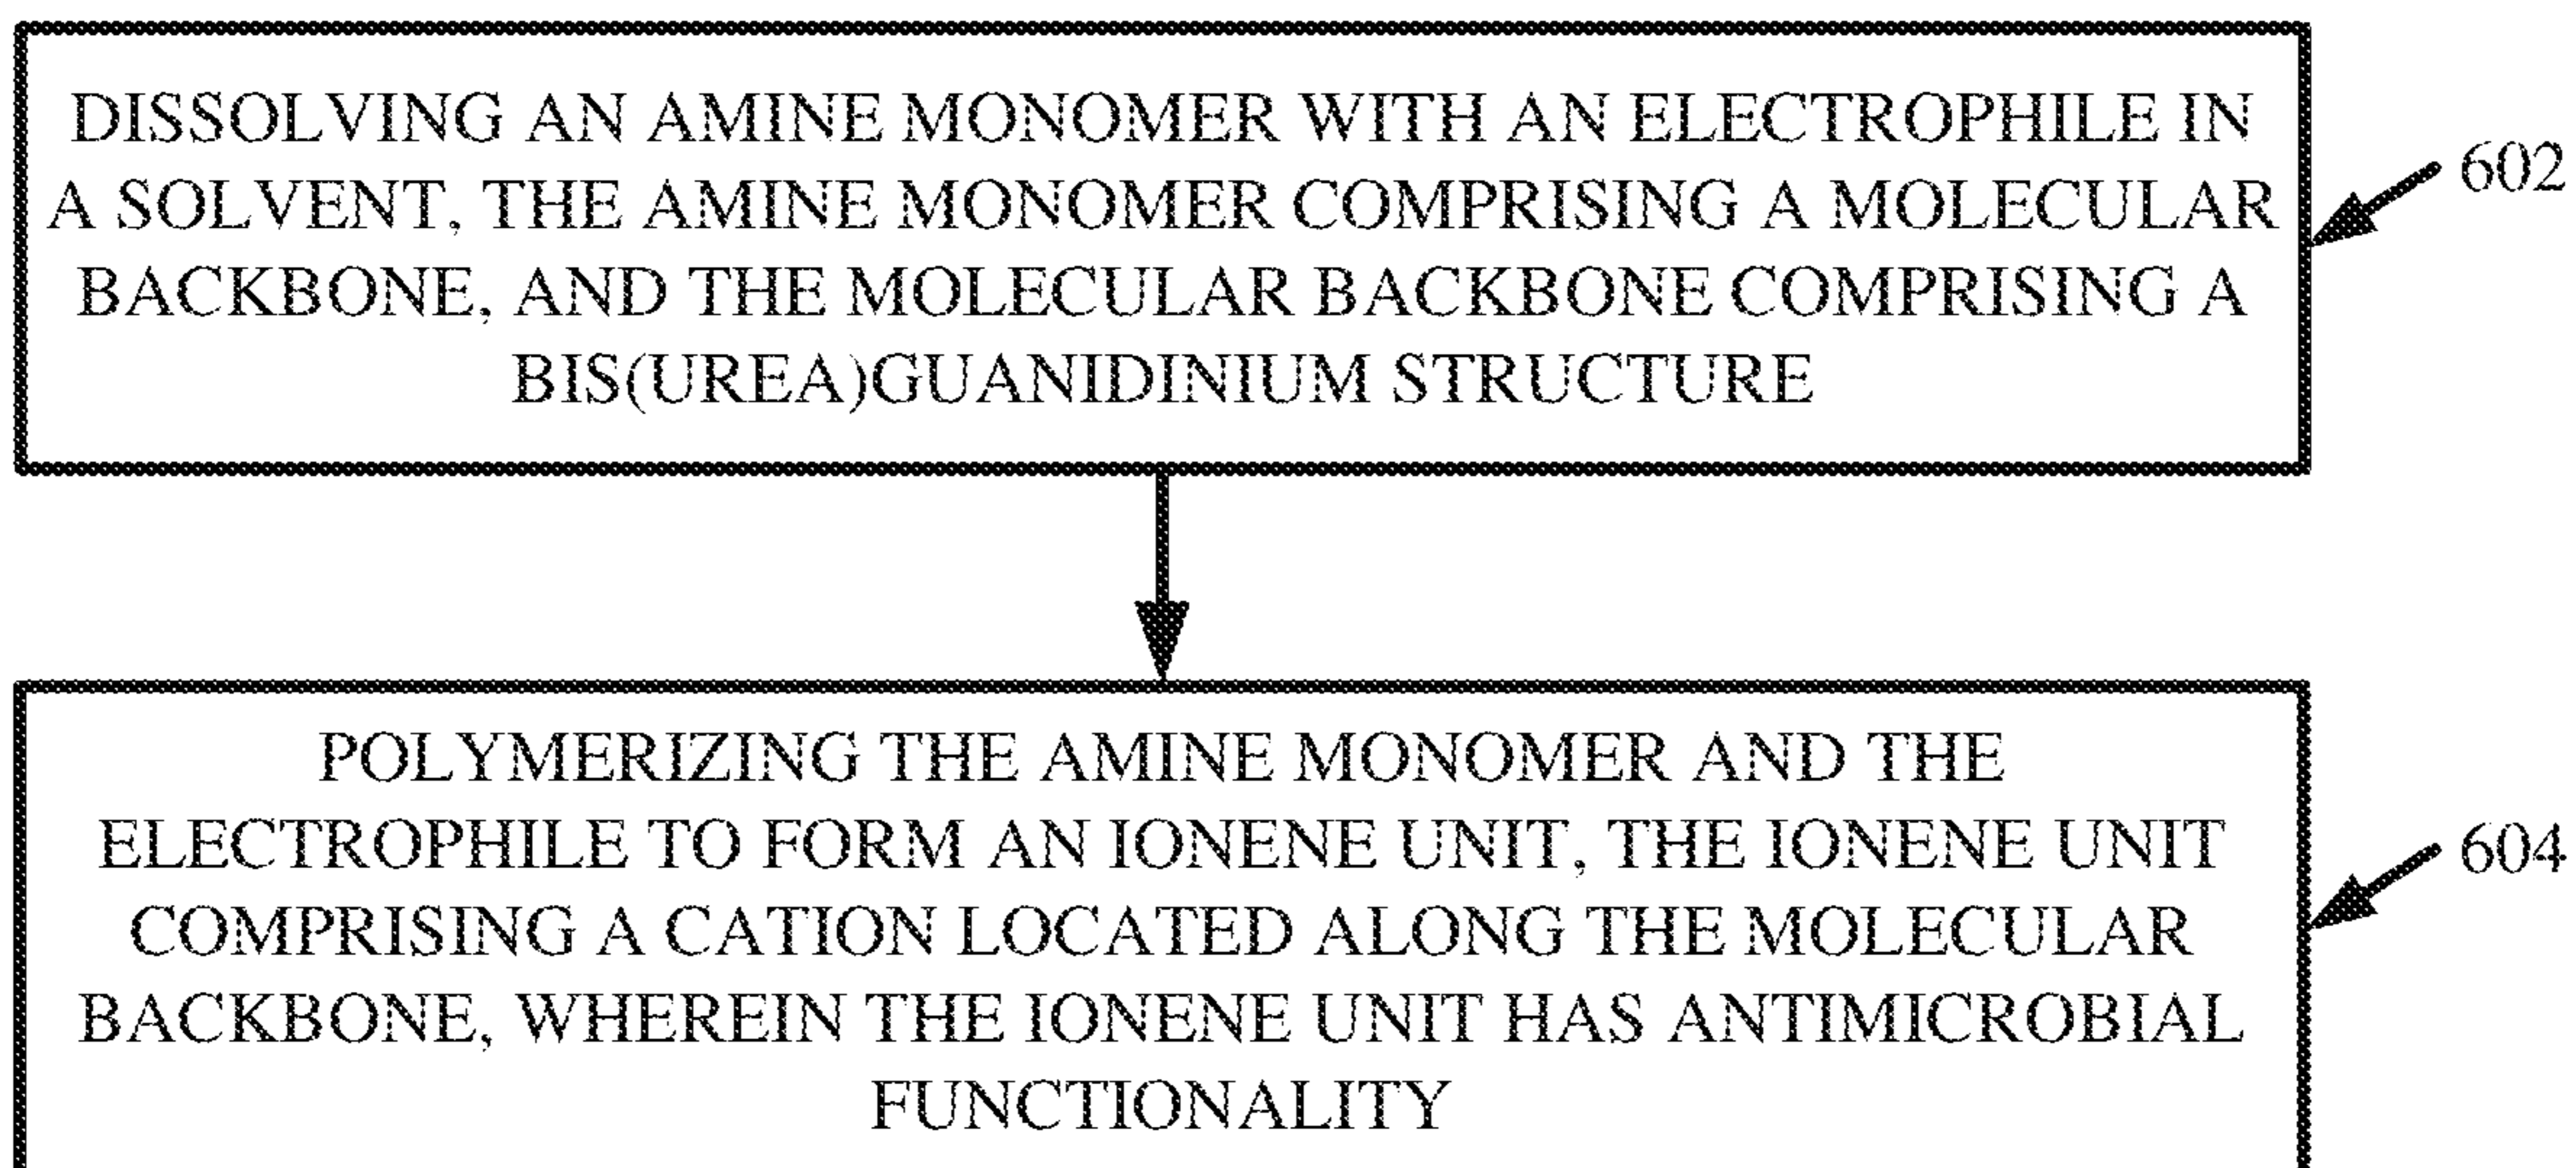 DISSOLVING AN AMINE MONOMER WITH AN ELECTROPHILE IN
A SOLVENT, THE AMINE MONOMER COMPRISING A MOLECULAR
BACKBONE, AND THE MOLECULAR BACKBONE COMPRISING A
BIS(UREA)GUANIDINIUM STRUCTURE
602
POLYMERIZING THE AMINE MONOMER AND THE
ELECTROPHILE TO FORM AN IONENE UNIT, THE IONENE UNIT
COMPRISING A CATION LOCATED ALONG THE MOLECULAR
BACKBONE, WHEREIN THE IONENE UNIT HAS ANTIMICROBIAL
FUNCTIONALITY
604